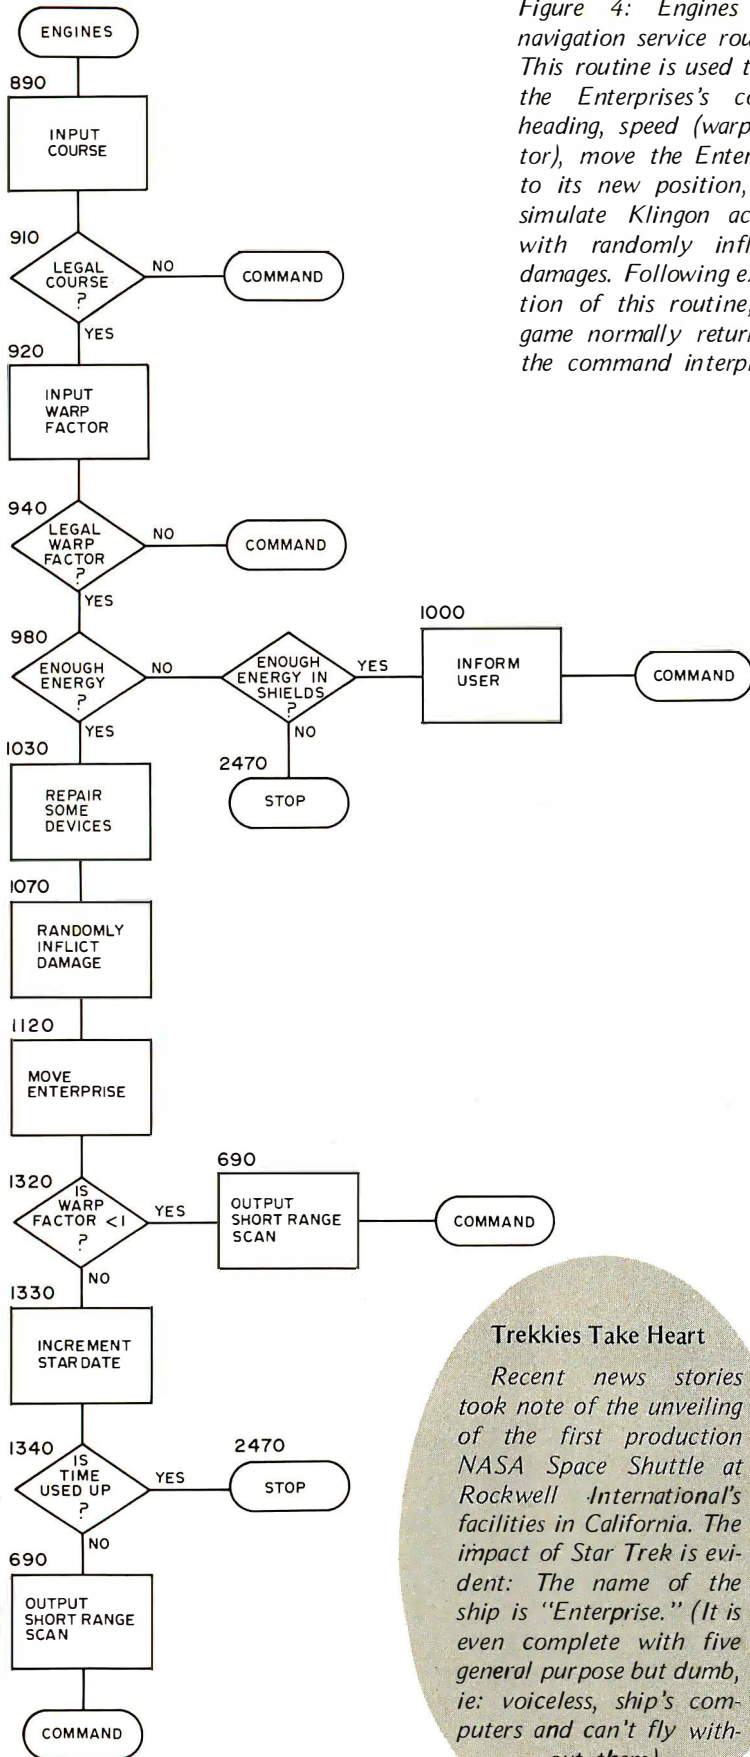 ENGINES
890
INPUT
COURSE
910
LEGAL
COURSE
?
NO
COMMAND
YES
920
INPUT
WARP
FACTOR
940
LEGAL
WARP
FACTOR
?
NO
COMMAND
YES
980
ENOUGH
ENERGY
?
NO
ENOUGH
ENERGY IN
SHIELDS
?
YES
1000
INFORM
USER
COMMAND
NO
2470
STOP
YES
1030
REPAIR
SOME
DEVICES
1070
RANDOMLY
INFLICT
DAMAGE
1120
MOVE
ENTERPRISE
1320
IS
WARP
FACTOR <1
?
YES
690
OUTPUT
SHORT RANGE
SCAN
COMMAND
NO
1330
INCREMENT
STARDATE
1340
IS
TIME
USED UP
?
YES
2470
STOP
NO
690
OUTPUT
SHORT RANGE
SCAN
COMMAND
Figure 4: Engines
navigation service
This routine is used
the Enterprises's
heading, speed (warp
tor), move the
to its new position,
simulate Klingon
with randomly
damages. Following
tion of this routine,
game normally
the command
Trekkies Take Heart
Recent news stories
took note of the unveiling
of the first production
NASA Space Shuttle at
Rockwell International's
facilities in California. The
impact of Star Trek is evi-
dent: The name of the
ship is "Enterprise." (It is
even complete with five
general purpose but dumb,
ie: voiceless, ship's com-
puters and can't fly with-
out them)